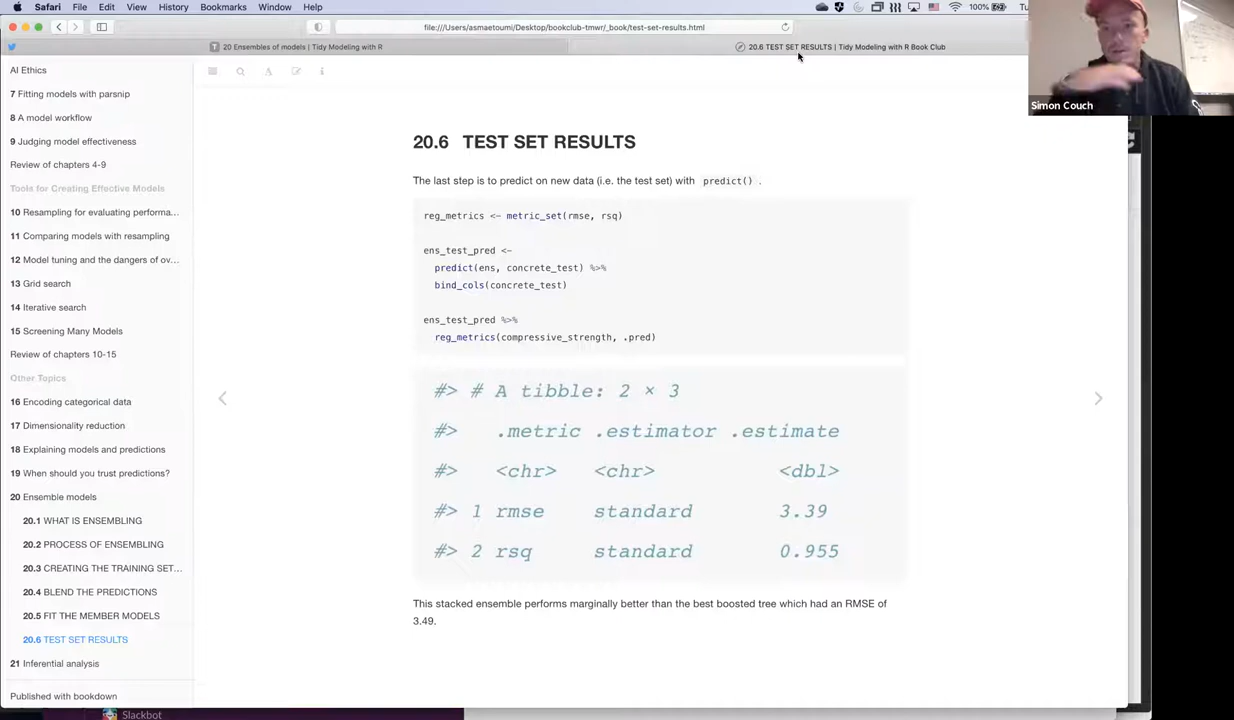 Safari File Edit View History Bookmarks Window Help
100%
file:///Users/asmaetoumi/Desktop/bookclub-tmwr/_book/test-set-results.html
20 Ensembles of models | Tidy Modeling with R
20.6 TEST SET RESULTS | Tidy Modeling with R Book Club
Simon Couch
AI Ethics
7 Fitting models with parsnip
8 A model workflow
9 Judging model effectiveness
Review of chapters 4-9
Tools for Creating Effective Models
10 Resampling for evaluating performa...
11 Comparing models with resampling
12 Model tuning and the dangers of ov...
13 Grid search
14 Iterative search
15 Screening Many Models
Review of chapters 10-15
Other Topics
16 Encoding categorical data
17 Dimensionality reduction
18 Explaining models and predictions
19 When should you trust predictions?
20 Ensemble models
20.1 WHAT IS ENSEMBLING
20.2 PROCESS OF ENSEMBLING
20.3 CREATING THE TRAINING SET...
20.4 BLEND THE PREDICTIONS
20.5 FIT THE MEMBER MODELS
20.6 TEST SET RESULTS
21 Inferential analysis
Published with bookdown
20.6 TEST SET RESULTS
The last step is to predict on new data (i.e. the test set) with predict() .
reg_metrics <- metric_set(rmse, rsq)
ens_test_pred <-
predict(ens, concrete_test) %>%
bind_cols(concrete_test)
ens_test_pred %>%
reg_metrics(compressive_strength, .pred)
#> # A tibble: 2 × 3
#> .metric .estimator .estimate
#> <chr> <chr> <dbl>
#> 1 rmse standard 3.39
#> 2 rsq standard 0.955
This stacked ensemble performs marginally better than the best boosted tree which had an RMSE of
3.49.
Slackbot